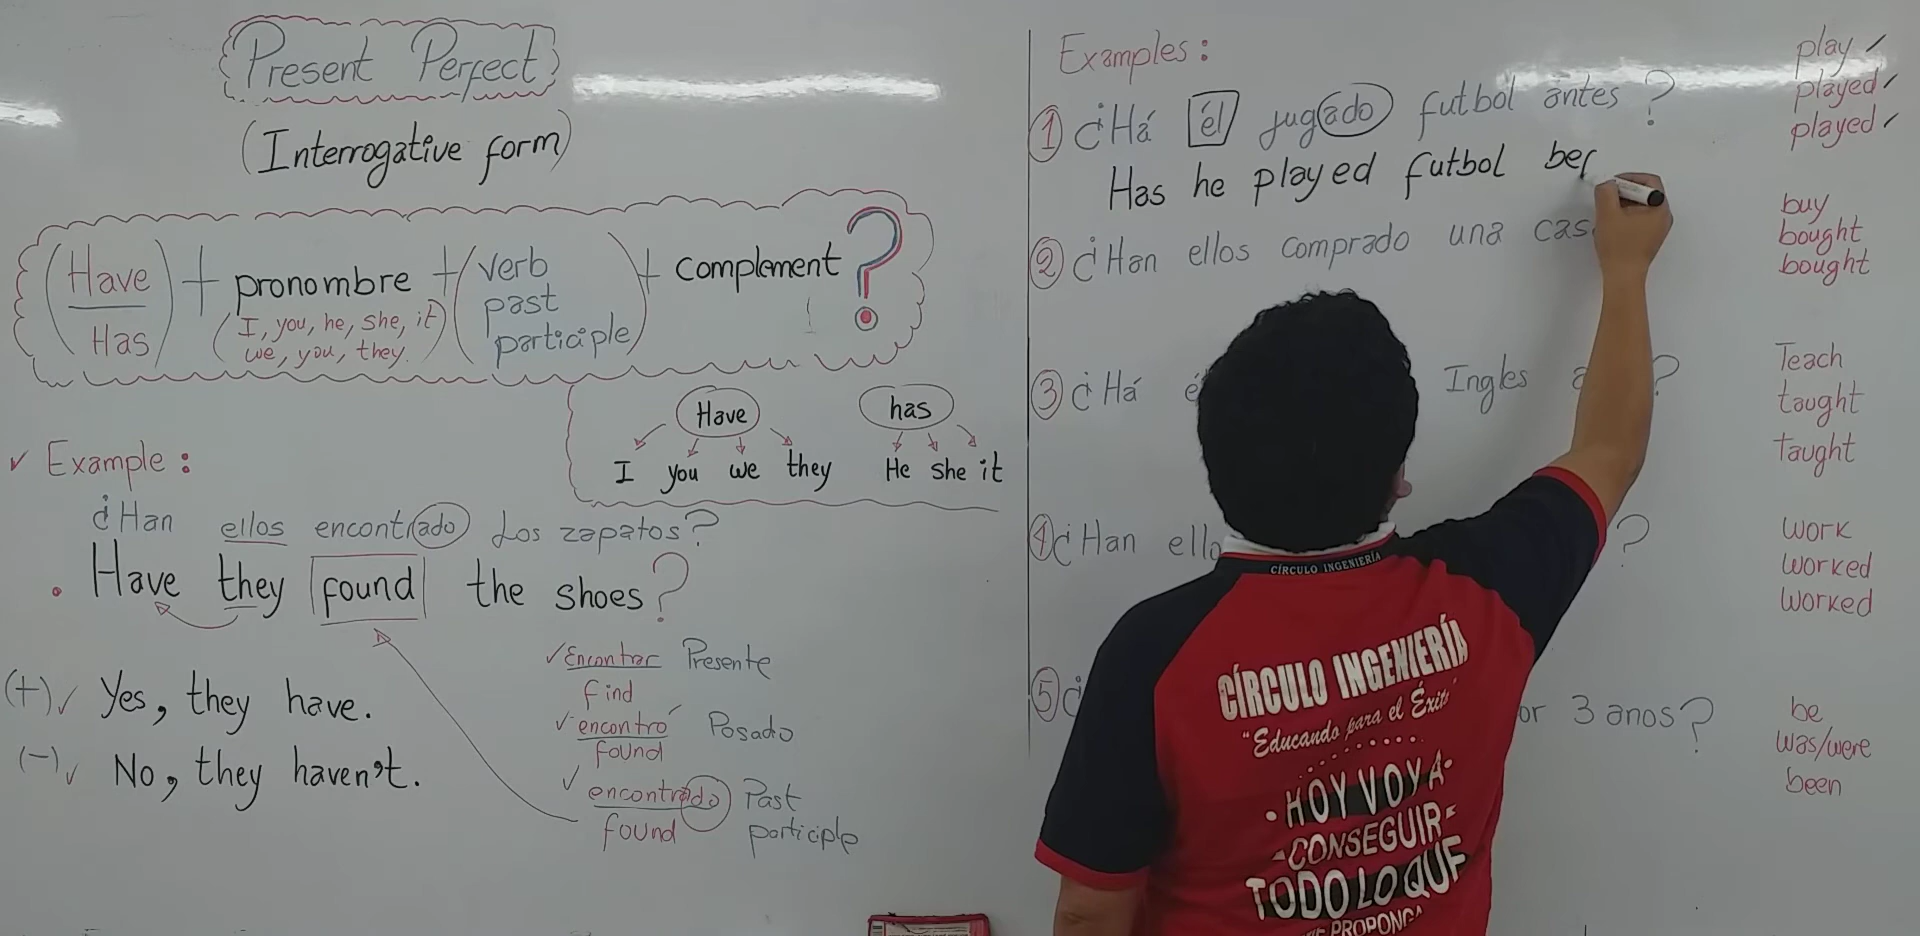 Present Perfect
(Interrogative form)
(Have / Has) + pronombre + (verb past participle) + complement ?
(I, you, he, she, it
we, you, they.)
Have
I you we they
has
He she it
✓ Example:
¿Han ellos encontrado Los zapatos?
. Have they found the shoes?
(+)✓ Yes, they have.
(-)✓ No, they haven't.
✓ Encontrar Presente
find
✓ encontró Pasado
found
✓ encontrado Past
found participle
Examples:
① ¿Há él jugado futbol antes?
Has he played futbol bef
② ¿Han ellos comprado una cas
③ ¿Há Ingles ?
④ ¿Han ello ?
⑤ ¿ or 3 anos?
play ✓
played ✓
played ✓
buy
bought
bought
Teach
taught
Taught
work
worked
worked
be
was/were
been
CÍRCULO INGENIERÍA
CÍRCULO INGENIERÍA
"Educando para el Éxito"
• HOY VOY A •
- CONSEGUIR -
TODO LO QUE
ME PROPONGA